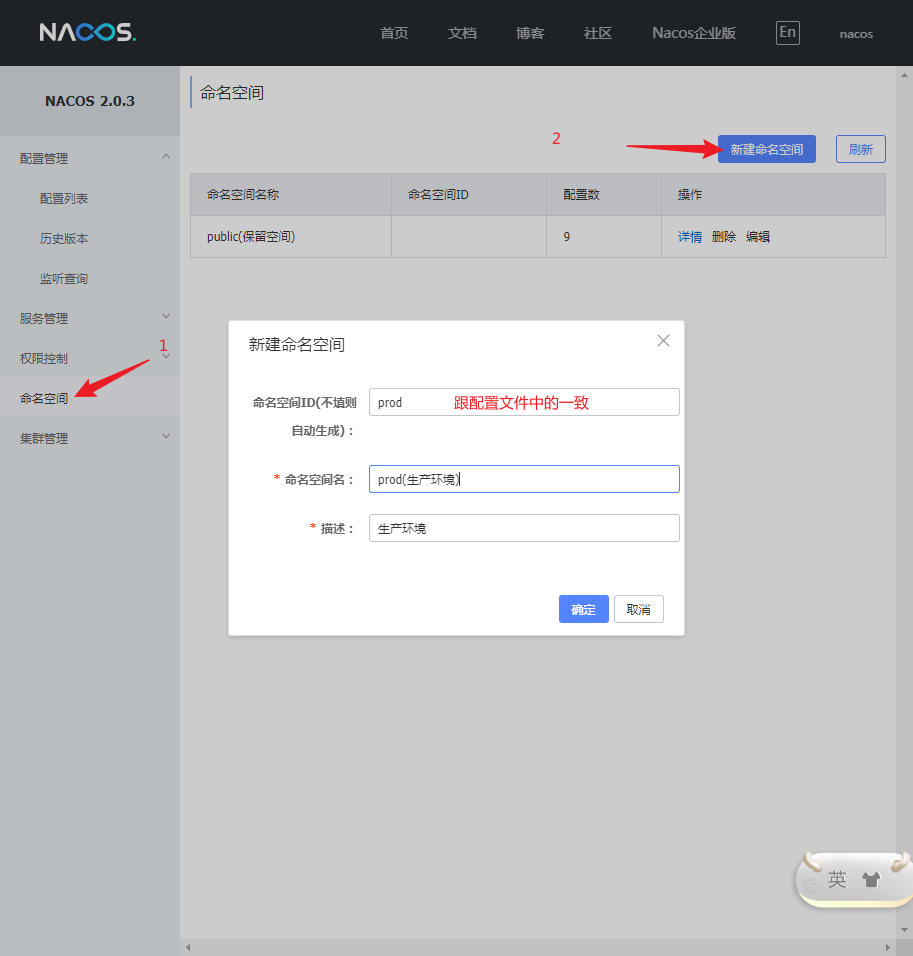 NACOS.
首页 文档 博客 社区 Nacos企业版 En nacos
NACOS 2.0.3
配置管理
配置列表
历史版本
监听查询
服务管理
权限控制
1
命名空间
集群管理
命名空间
2
新建命名空间 刷新
命名空间名称 命名空间ID 配置数 操作
public(保留空间) 9 详情 删除 编辑
新建命名空间
命名空间ID(不填则
自动生成)：
prod 跟配置文件中的一致
* 命名空间名： prod(生产环境)
* 描述： 生产环境
确定 取消
英